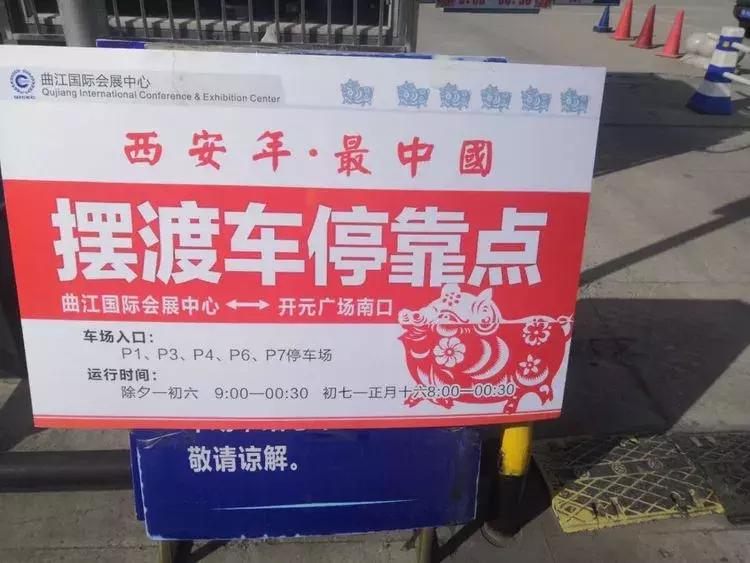 曲江国际会展中心
Qujiang International Conference & Exhibition Center
西安年·最中國
摆渡车停靠点
曲江国际会展中心 ⟷ 开元广场南口
车场入口：
P1、P3、P4、P6、P7停车场
运行时间：
除夕—初六 9:00—00:30 初七—正月十六8:00—00:30
敬请谅解。